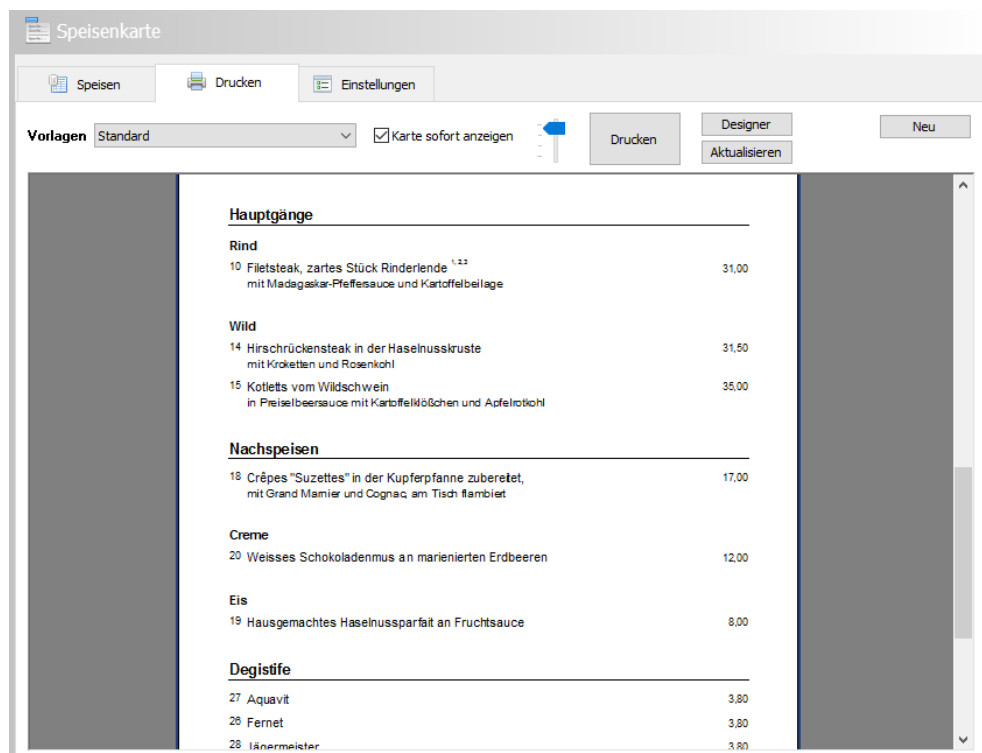 Speisenkarte
Speisen Drucken Einstellungen
Vorlagen Standard Karte sofort anzeigen Drucken Designer Neu
Aktualisieren
Hauptgänge
Rind
10 Filetsteak, zartes Stück Rinderlende 1, 2,3 31,00
mit Madagaskar-Pfeffersauce und Kartoffelbeilage
Wild
14 Hirschrückensteak in der Haselnusskruste 31,50
mit Kroketten und Rosenkohl
15 Kotletts vom Wildschwein 35,00
in Preiselbeersauce mit Kartoffelklößchen und Apfelrotkohl
Nachspeisen
18 Crêpes "Suzettes" in der Kupferpfanne zubereitet, 17,00
mit Grand Marnier und Cognac, am Tisch flambiert
Creme
20 Weisses Schokoladenmus an marienierten Erdbeeren 12,00
Eis
19 Hausgemachtes Haselnussparfait an Fruchtsauce 8,00
Degistife
27 Aquavit 3,80
26 Fernet 3,80
28 Jägermeister 3,80